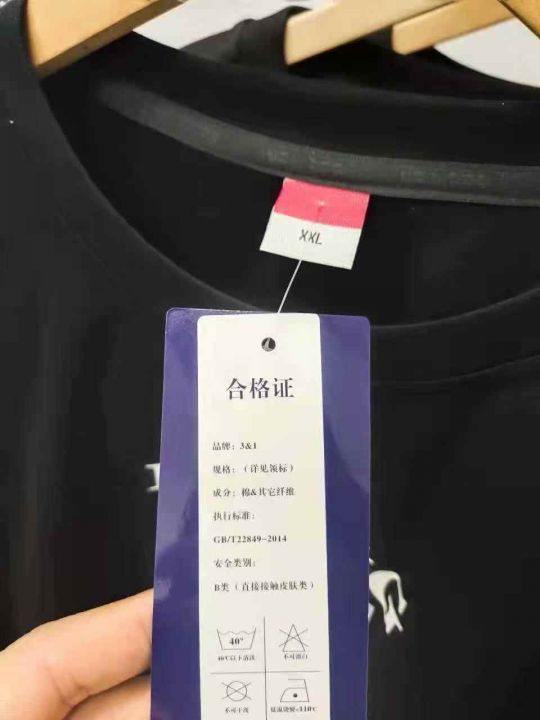 XXL
合格证
品牌：3&1
规格：（详见领标）
成分：棉&其它纤维
执行标准：
GB/T22849-2014
安全类别：
B类（直接接触皮肤类）
40°
40℃以下清洗
不可漂白
不可干洗
低温熨烫≤110℃